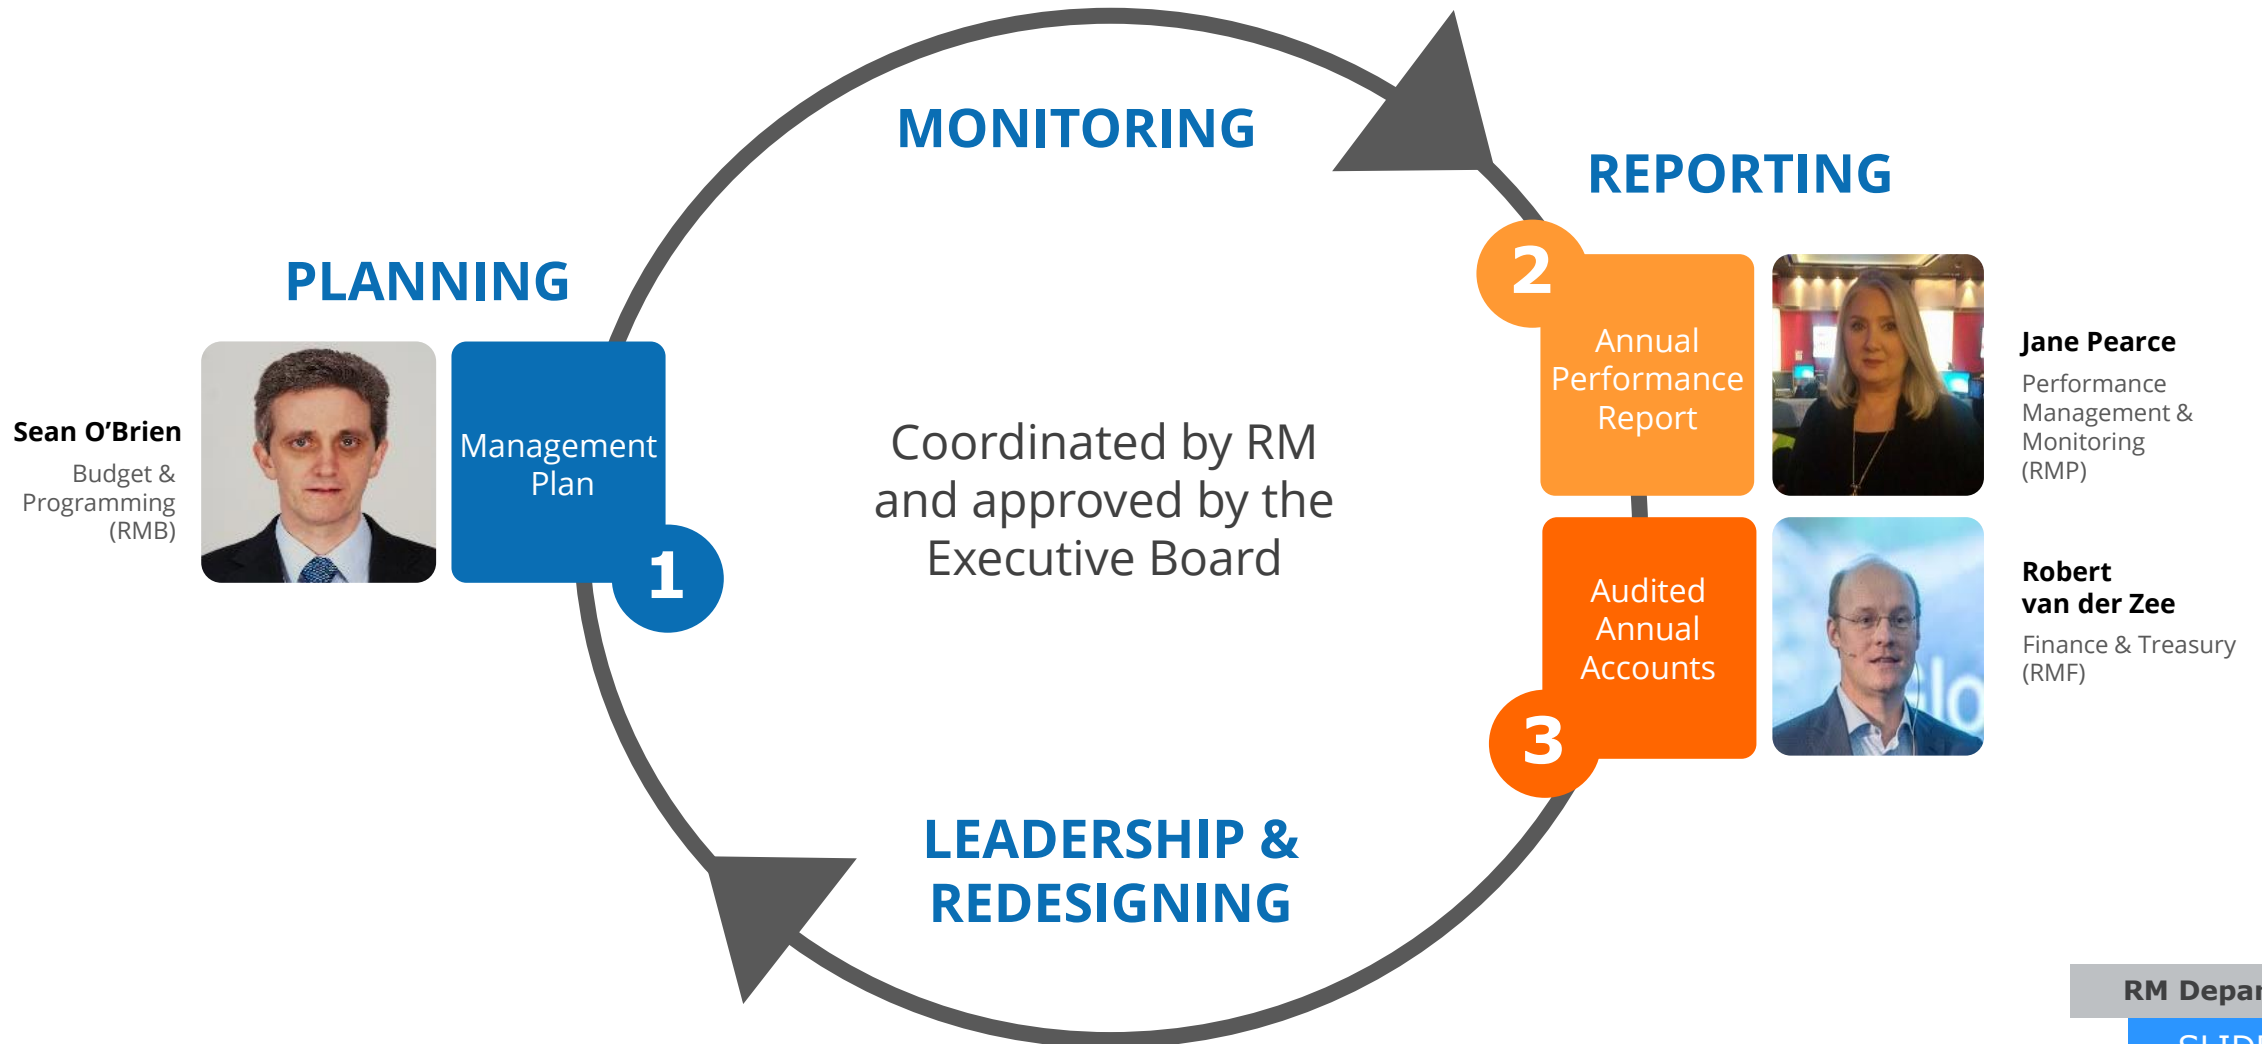 MONITORING
REPORTING
PLANNING
Sean O’Brien
Budget &
Programming
(RMB)
Management
Plan
1
Coordinated by RM
and approved by the
Executive Board
2
Annual
Performance
Report
Jane Pearce
Performance
Management &
Monitoring
(RMP)
Audited
Annual
Accounts
3
Robert
van der Zee
Finance & Treasury
(RMF)
LEADERSHIP &
REDESIGNING
RM